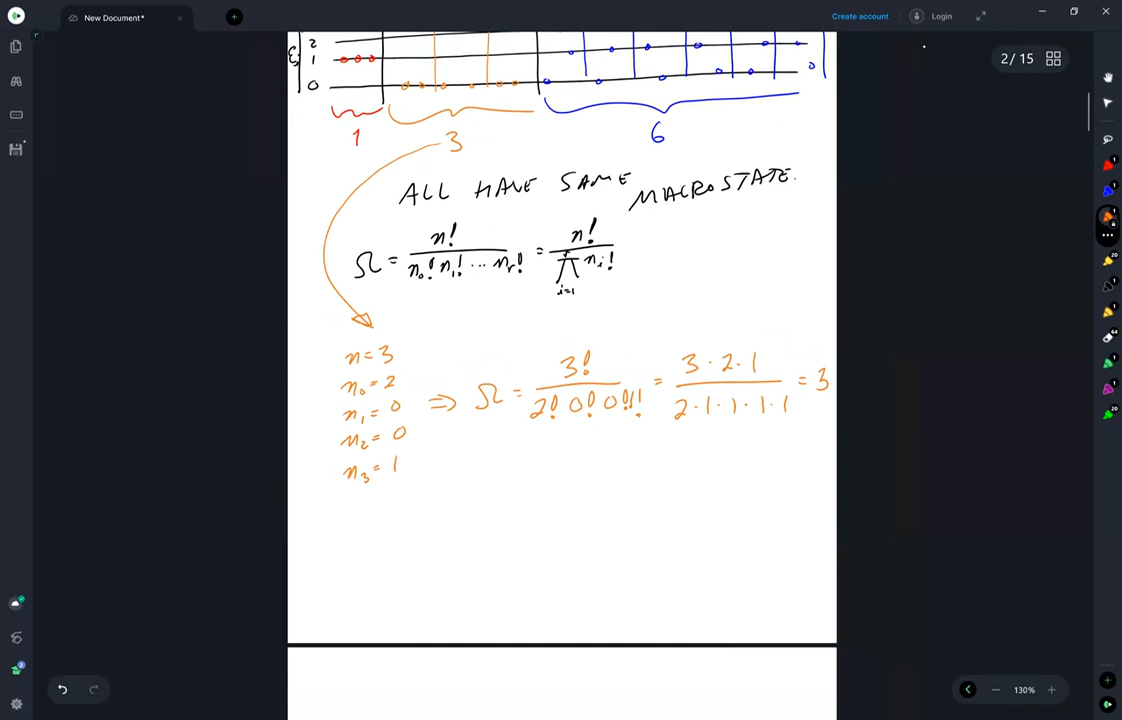 New Document*
Create account
Login
2 / 15
2
ε 1
0
1
3
6
ALL HAVE SAME MACROSTATE.
Ω = n! / n₀! n₁! ... nᵣ! = n! / ∏ᵢ₌₁ʳ nᵢ!
n = 3
n₀ = 2
n₁ = 0
n₂ = 0
n₃ = 1
⇒ Ω = 3! / 2! 0! 0! 1! = 3 · 2 · 1 / 2 · 1 · 1 · 1 · 1 = 3
130%